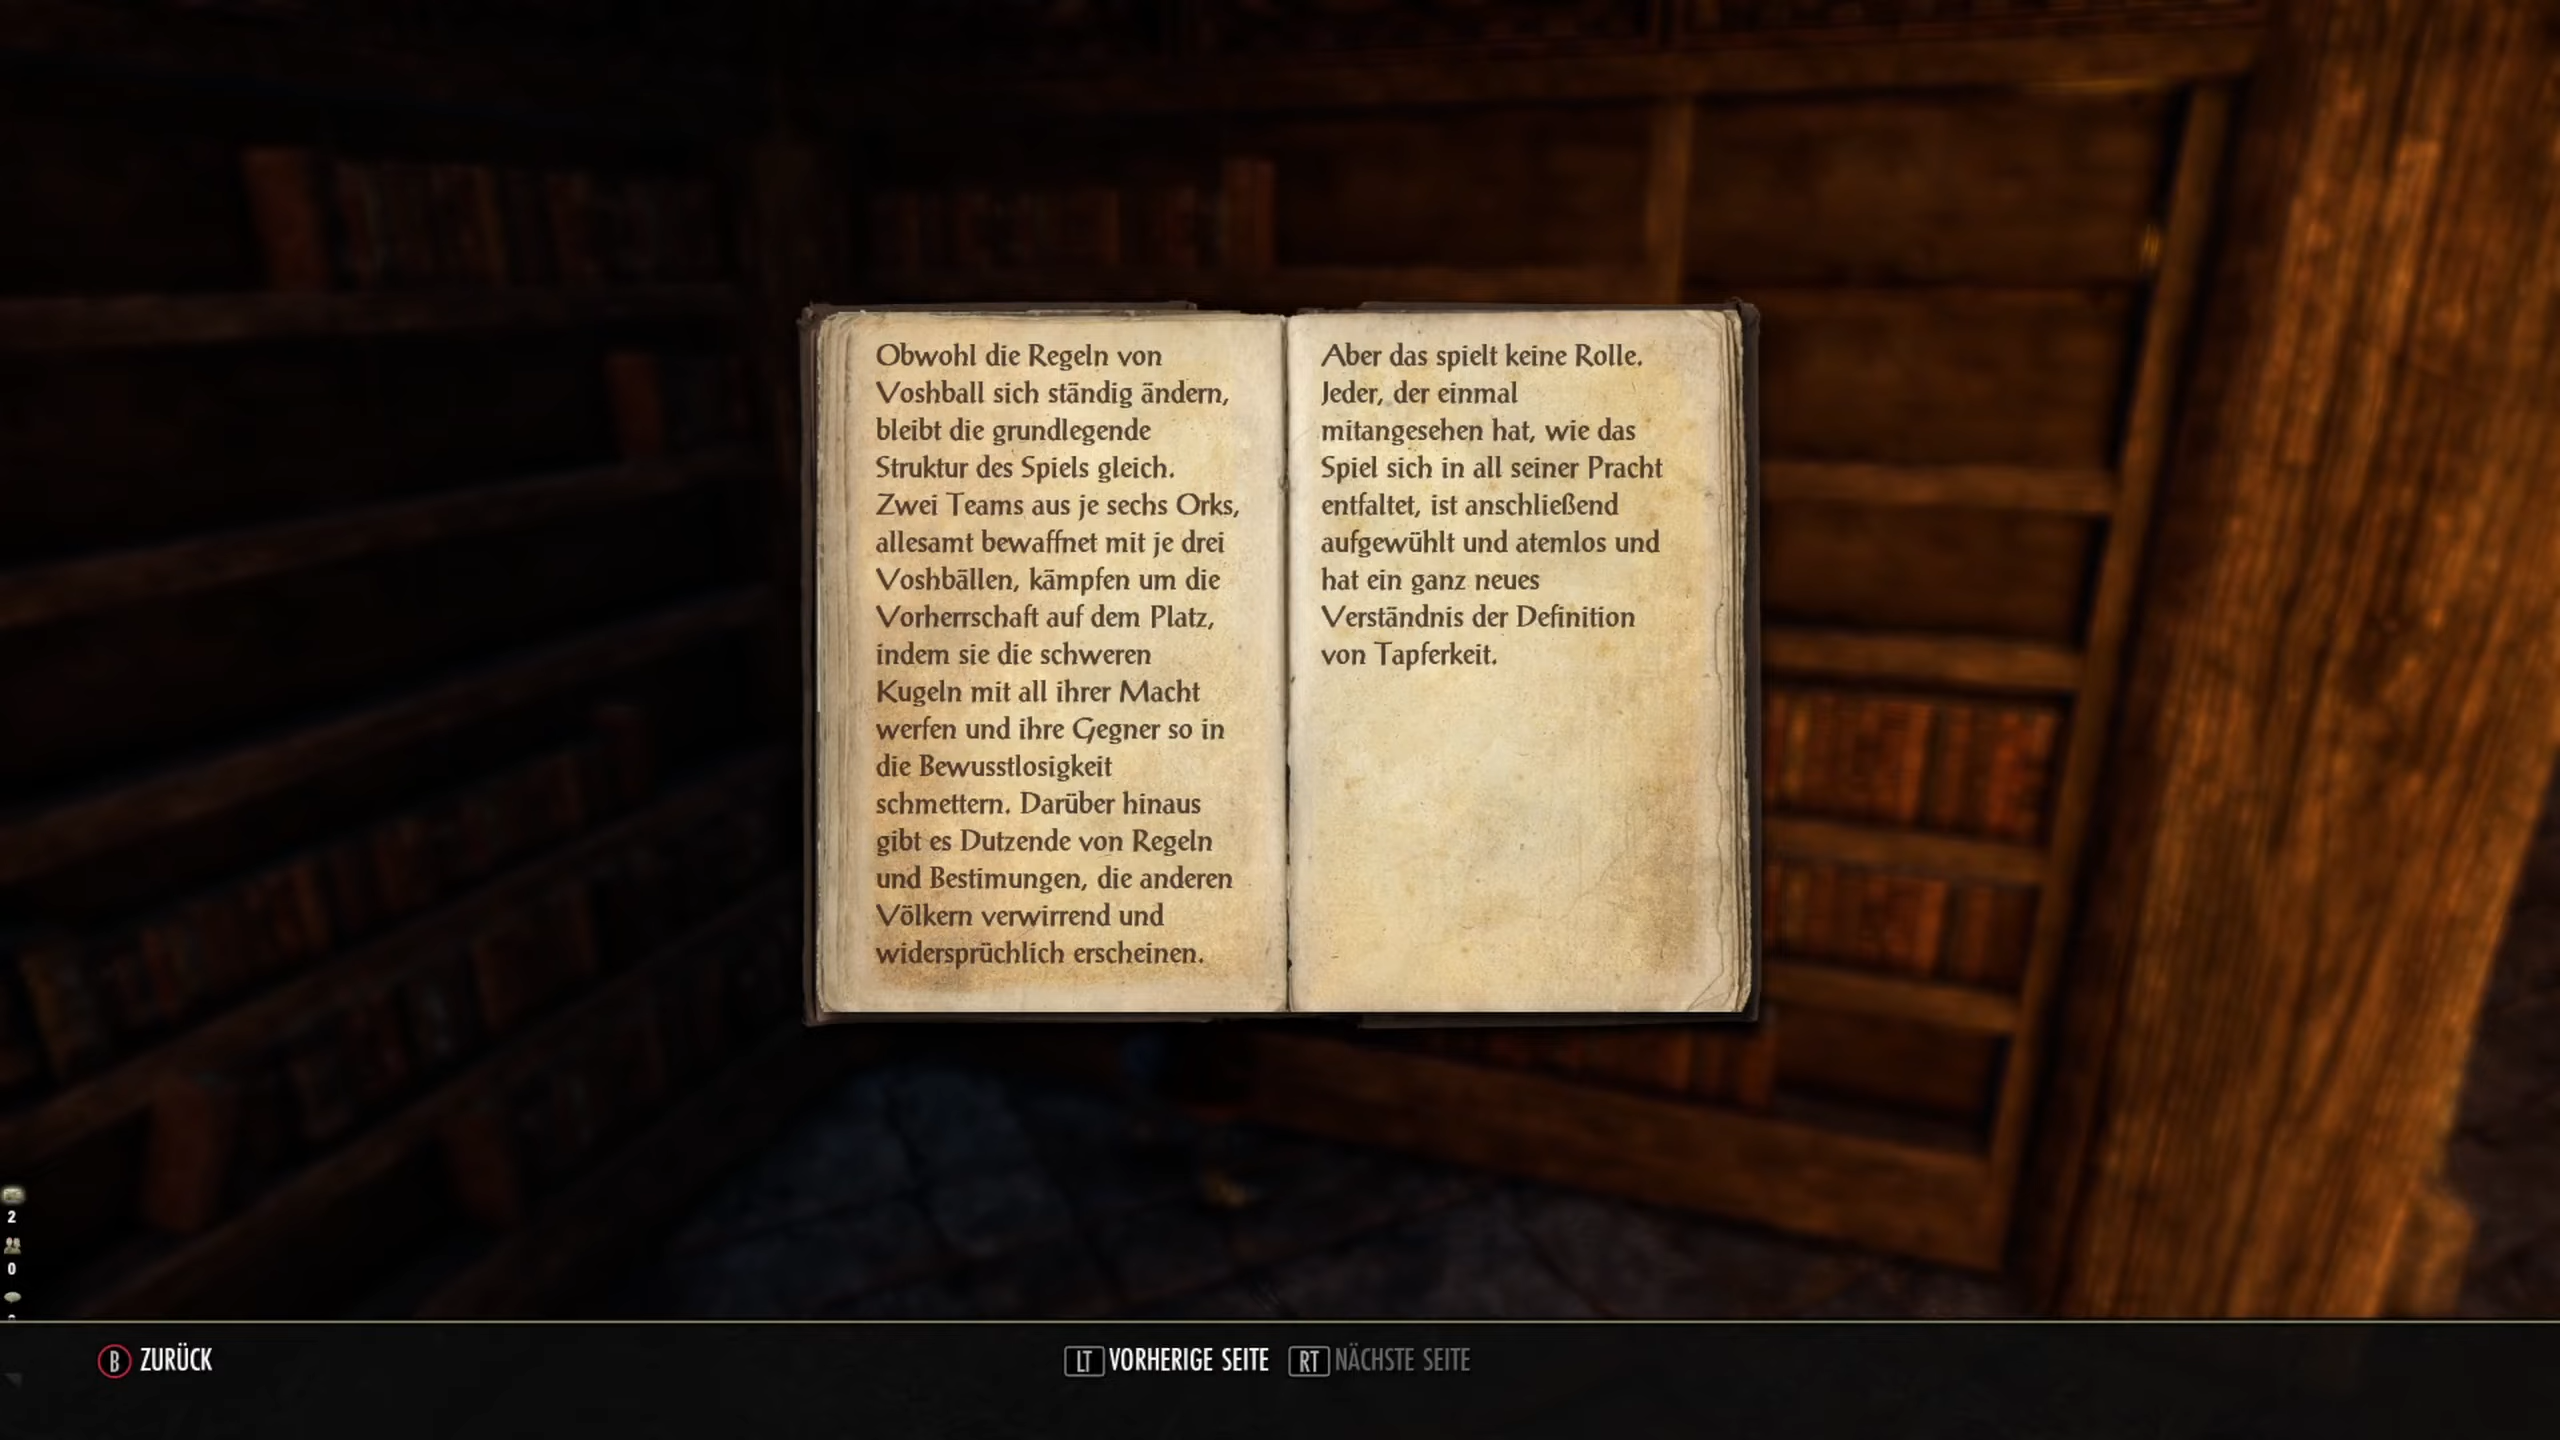 Obwohl die Regeln von
Voshball sich ständig ändern,
bleibt die grundlegende
Struktur des Spiels gleich.
Zwei Teams aus je sechs Orks,
allesamt bewaffnet mit je drei
Voshbällen, kämpfen um die
Vorherrschaft auf dem Platz,
indem sie die schweren
Kugeln mit all ihrer Macht
werfen und ihre Gegner so in
die Bewusstlosigkeit
schmettern. Darüber hinaus
gibt es Dutzende von Regeln
und Bestimungen, die anderen
Völkern verwirrend und
widersprüchlich erscheinen.
Aber das spielt keine Rolle.
Jeder, der einmal
mitangesehen hat, wie das
Spiel sich in all seiner Pracht
entfaltet, ist anschließend
aufgewühlt und atemlos und
hat ein ganz neues
Verständnis der Definition
von Tapferkeit.
2
0
B ZURÜCK
LT VORHERIGE SEITE RT NÄCHSTE SEITE